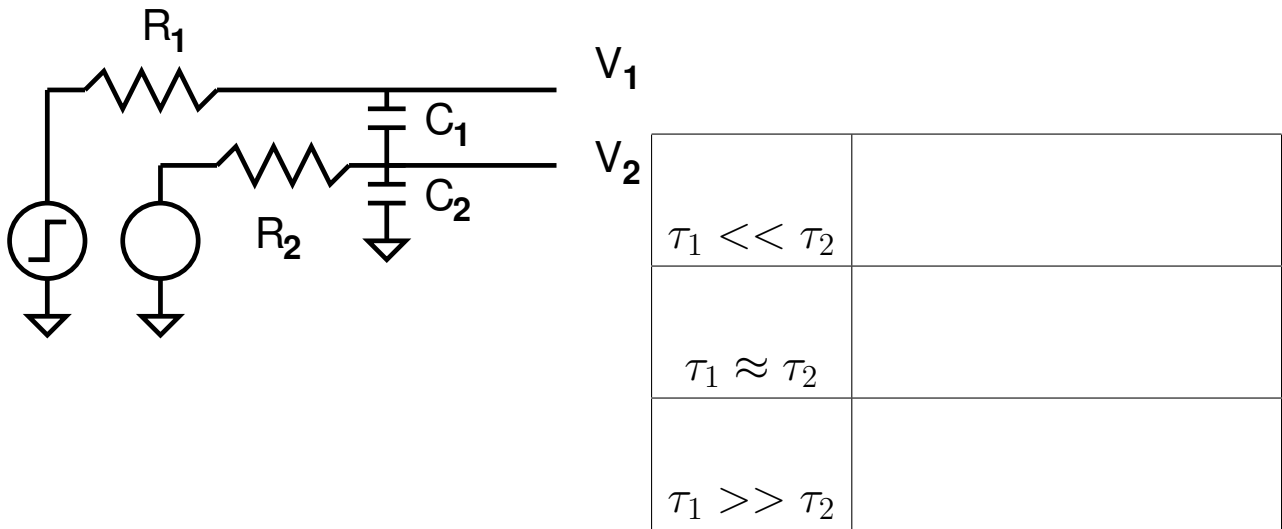 R₁
V₁
C₁
V₂
C₂
R₂
τ₁ << τ₂
τ₁ ≈ τ₂
τ₁ >> τ₂